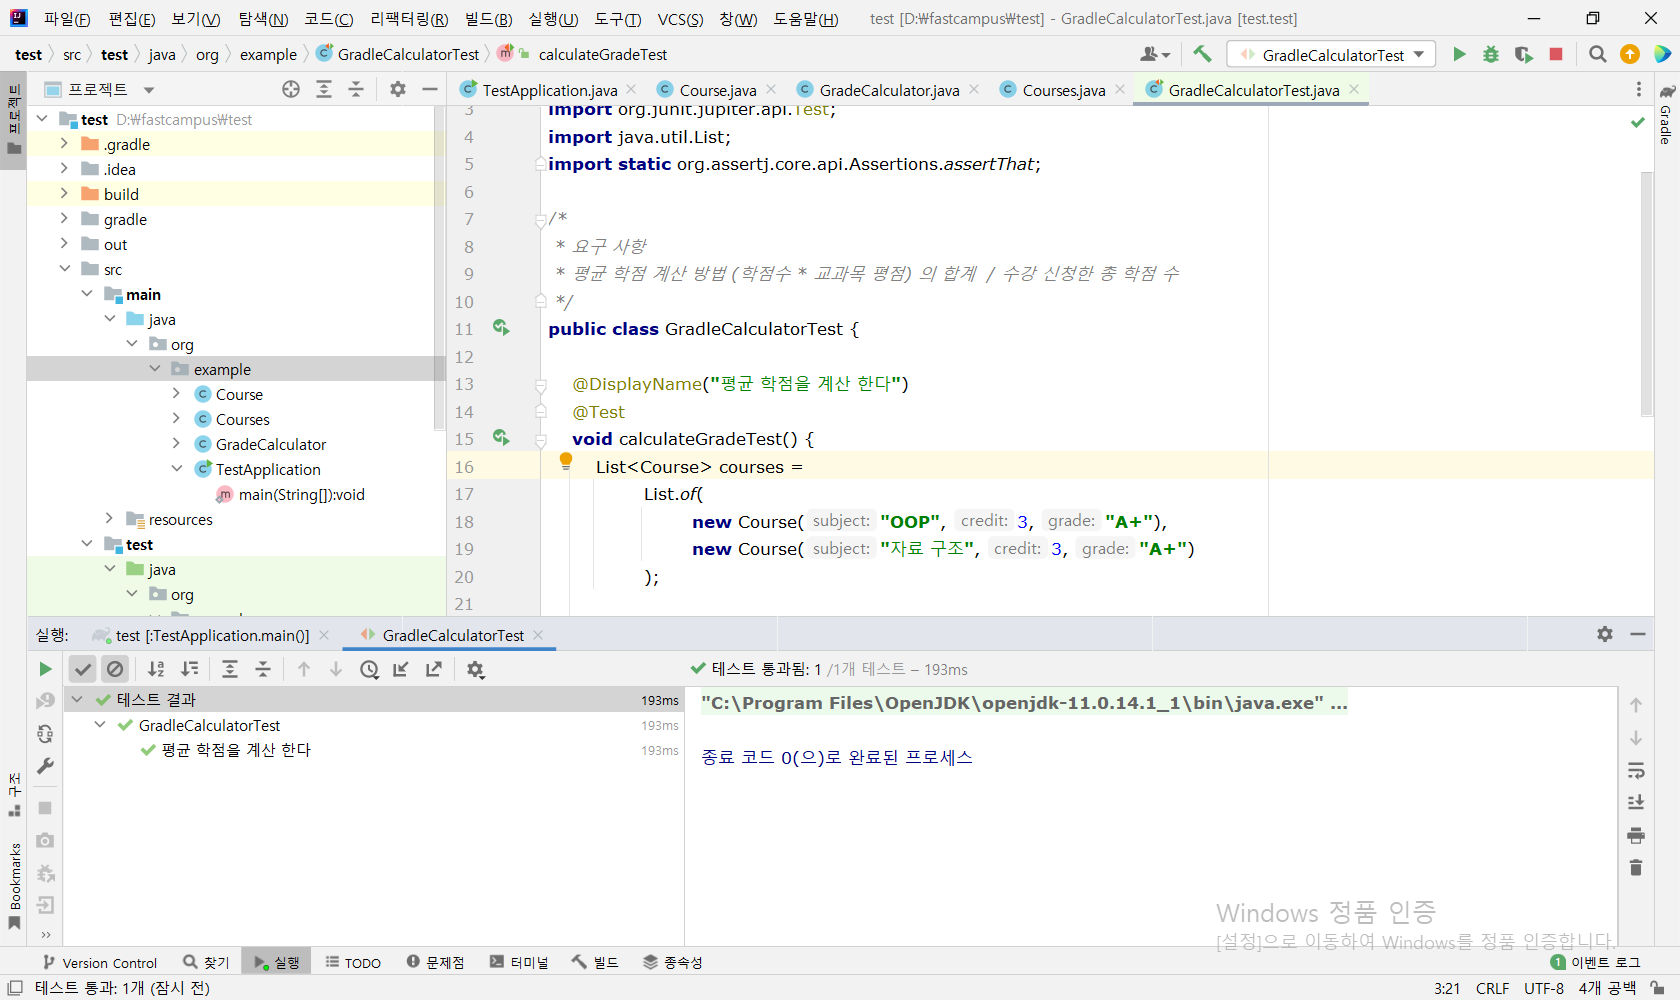 파일(F) 편집(E) 보기(V) 탐색(N) 코드(C) 리팩터링(R) 빌드(B) 실행(U) 도구(T) VCS(S) 창(W) 도움말(H) test [D:₩fastcampus₩test] - GradleCalculatorTest.java [test.test]
test src test java org example GradleCalculatorTest calculateGradeTest GradleCalculatorTest
프로젝트
TestApplication.java Course.java GradeCalculator.java Courses.java GradleCalculatorTest.java
프로젝트
Gradle
test D:₩fastcampus₩test
.gradle
.idea
build
gradle
out
src
main
java
org
example
Course
Courses
GradeCalculator
TestApplication
main(String[]):void
resources
test
java
org
3 import org.junit.jupiter.api.Test;
4 import java.util.List;
5 import static org.assertj.core.api.Assertions.assertThat;
6
7 /*
8 * 요구 사항
9 * 평균 학점 계산 방법 (학점수 * 교과목 평점) 의 합계 / 수강 신청한 총 학점 수
10 */
11 public class GradleCalculatorTest {
12
13 @DisplayName("평균 학점을 계산 한다")
14 @Test
15 void calculateGradeTest() {
16 List<Course> courses =
17 List.of(
18 new Course( subject: "OOP", credit: 3, grade: "A+"),
19 new Course( subject: "자료 구조", credit: 3, grade: "A+")
20 );
21
실행: test [:TestApplication.main()] GradleCalculatorTest
테스트 통과됨: 1 /1개 테스트 – 193ms
테스트 결과 193ms
GradleCalculatorTest 193ms
평균 학점을 계산 한다 193ms
"C:\Program Files\OpenJDK\openjdk-11.0.14.1_1\bin\java.exe" ...
종료 코드 0(으)로 완료된 프로세스
구조
Bookmarks
Windows 정품 인증
[설정]으로 이동하여 Windows를 정품 인증합니다.
Version Control 찾기 실행 TODO 문제점 터미널 빌드 종속성 1 이벤트 로그
테스트 통과: 1개 (잠시 전) 3:21 CRLF UTF-8 4개 공백